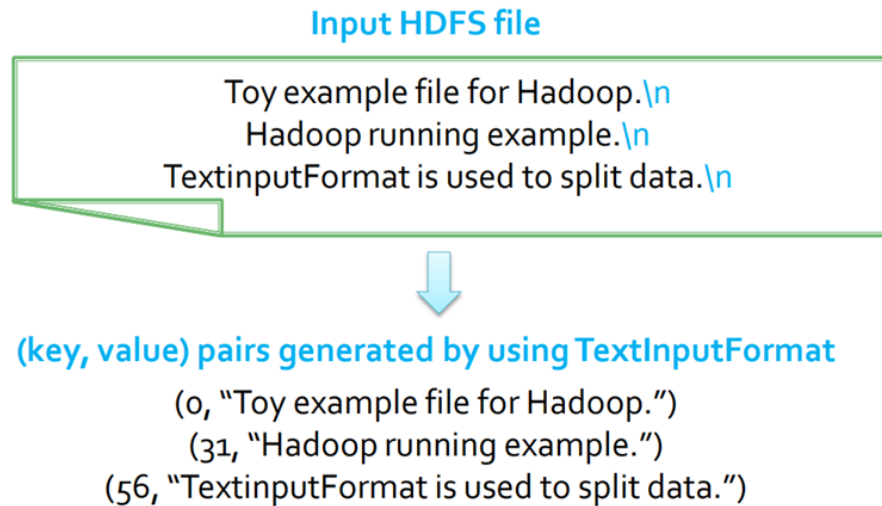 Input HDFS file
Toy example file for Hadoop.\n
Hadoop running example.\n
TextinputFormat is used to split data.\n
(key, value) pairs generated by using TextInputFormat
(0, “Toy example file for Hadoop.”)
(31, “Hadoop running example.”)
(56, “TextinputFormat is used to split data.”)